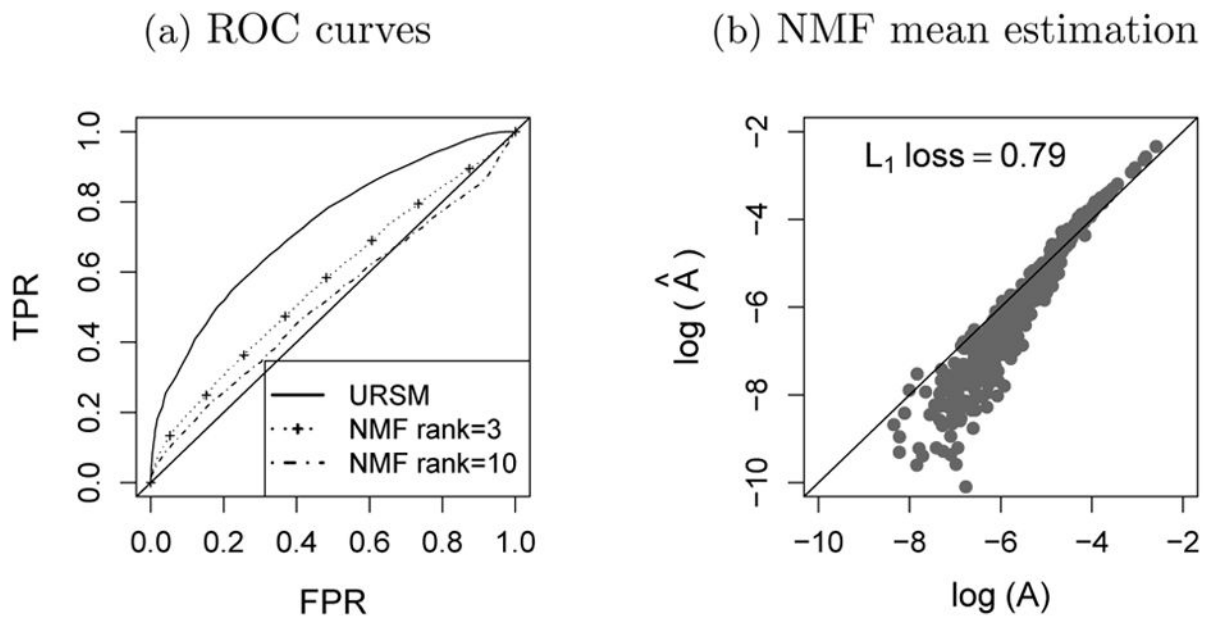 (a) ROC curves
TPR
1.0
0.8
0.6
0.4
0.2
0.0
URSM
NMF rank=3
NMF rank=10
0.0 0.2 0.4 0.6 0.8 1.0
FPR
(b) NMF mean estimation
log (Â)
−2
−4
−6
−8
−10
L₁ loss = 0.79
−10 −8 −6 −4 −2
log (A)